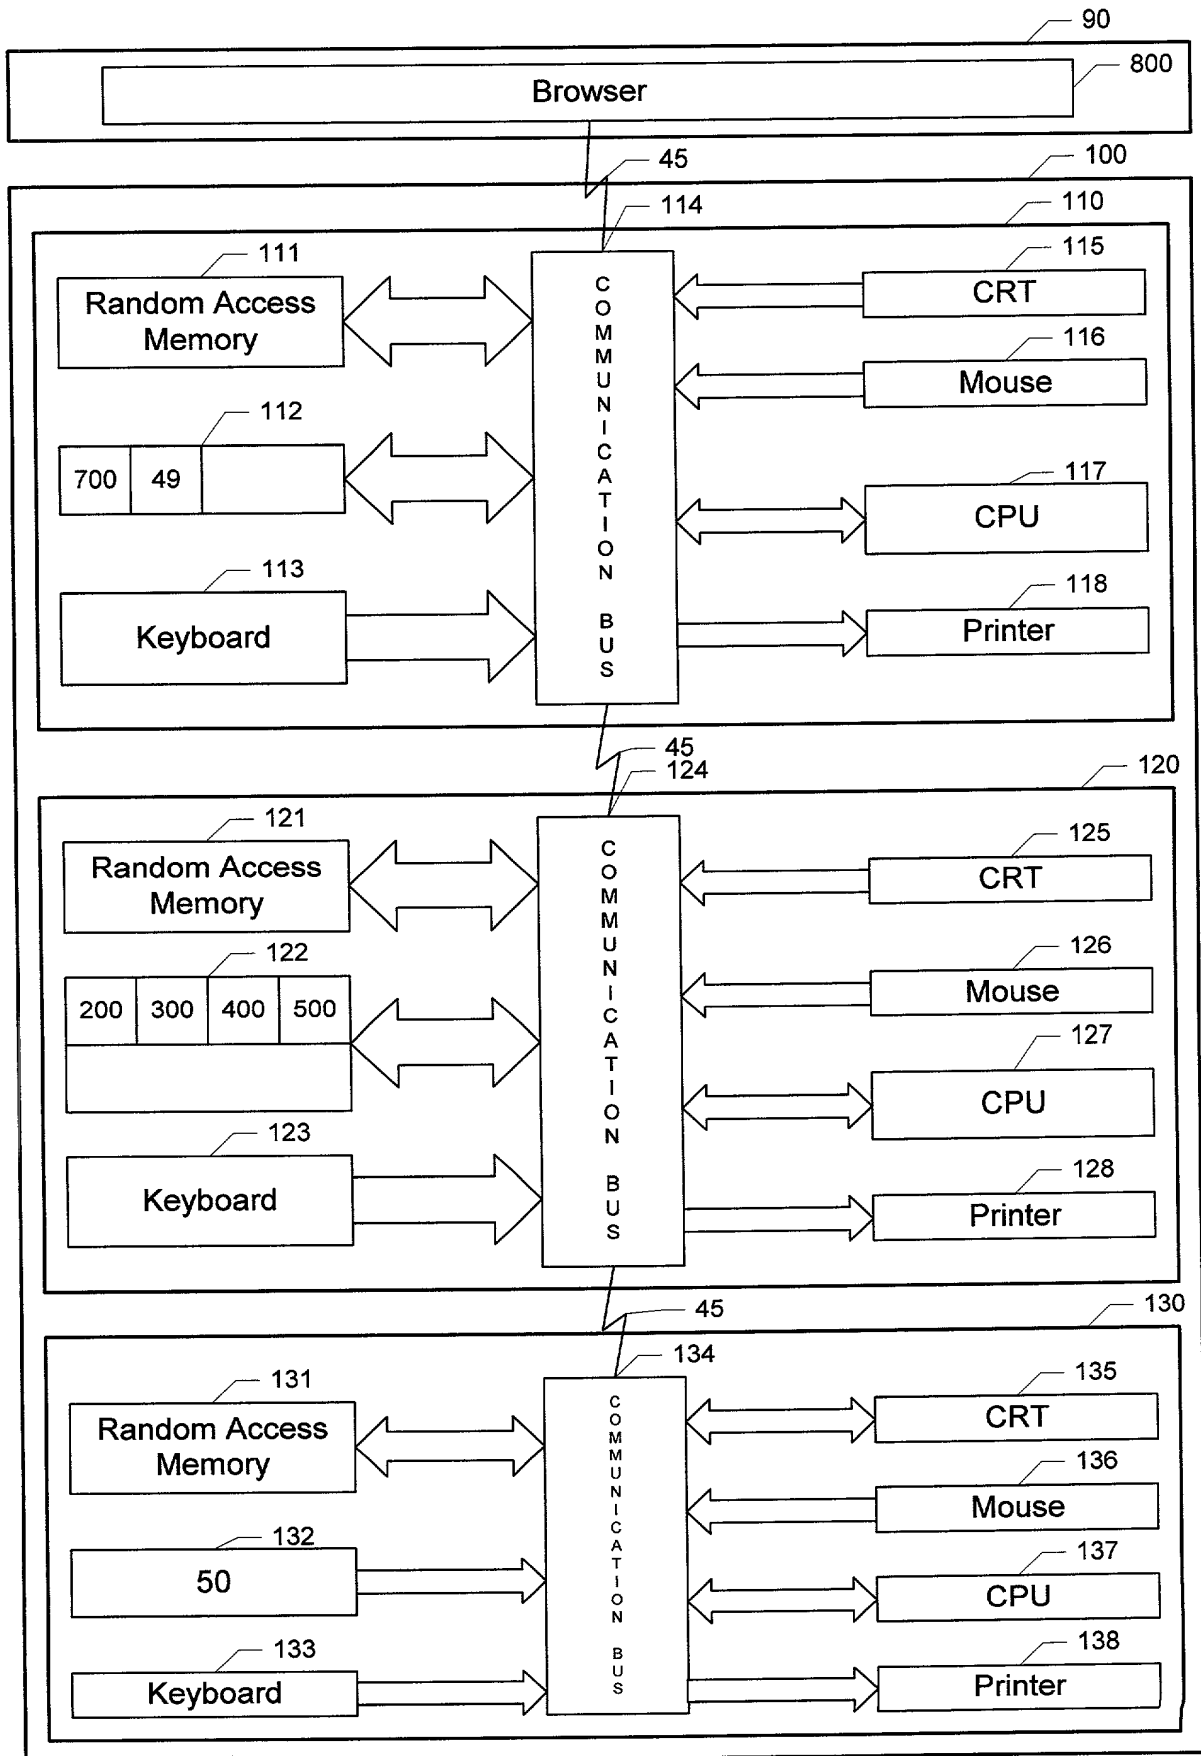 90
Browser
800
45
100
114
110
111
Random Access
Memory
115
CRT
116
Mouse
112
700 49
117
CPU
113
Keyboard
118
Printer
COMMUNICATION BUS
45
124
120
121
Random Access
Memory
125
CRT
122
200 300 400 500
126
Mouse
127
CPU
123
Keyboard
128
Printer
COMMUNICATION BUS
45
130
134
131
Random Access
Memory
135
CRT
136
Mouse
132
50
137
CPU
133
Keyboard
138
Printer
COMMUNICATION BUS